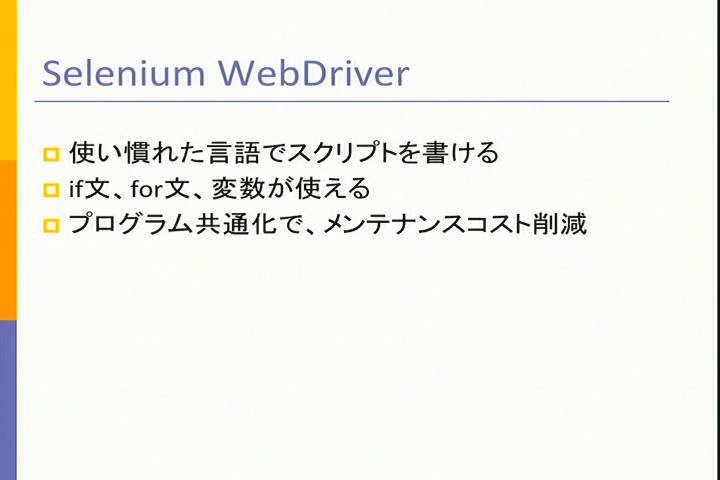 Selenium WebDriver
使い慣れた言語でスクリプトを書ける
if文、for文、変数が使える
プログラム共通化で、メンテナンスコスト削減